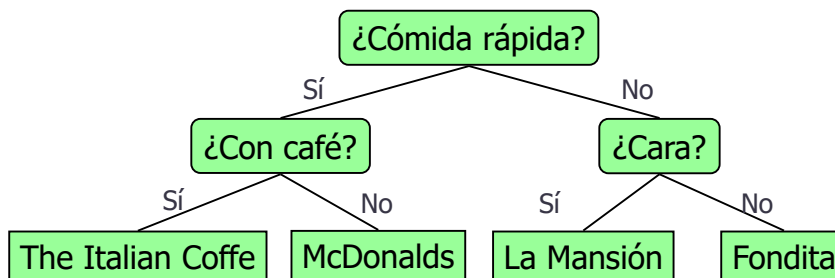 ¿Cómida rápida?
Sí
No
¿Con café?
¿Cara?
Sí
No
Sí
No
The Italian Coffe
McDonalds
La Mansión
Fondita